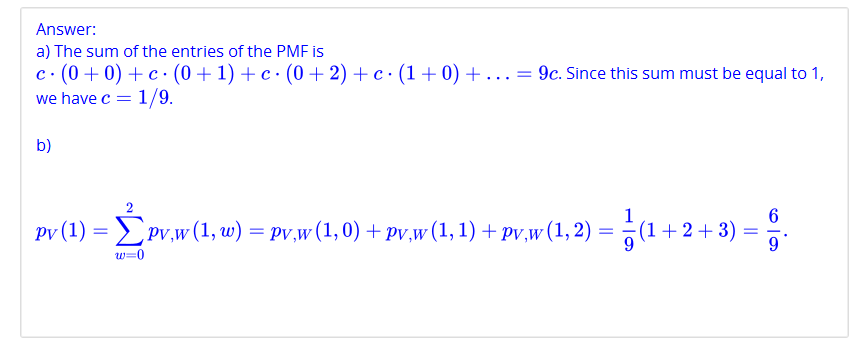 Answer:
a) The sum of the entries of the PMF is
c · (0 + 0) + c · (0 + 1) + c · (0 + 2) + c · (1 + 0) + ... = 9c. Since this sum must be equal to 1,
we have c = 1/9.
b)
p_V(1) = ∑_{w=0}^{2} p_{V,W}(1, w) = p_{V,W}(1, 0) + p_{V,W}(1, 1) + p_{V,W}(1, 2) = \frac{1}{9}(1 + 2 + 3) = \frac{6}{9}.